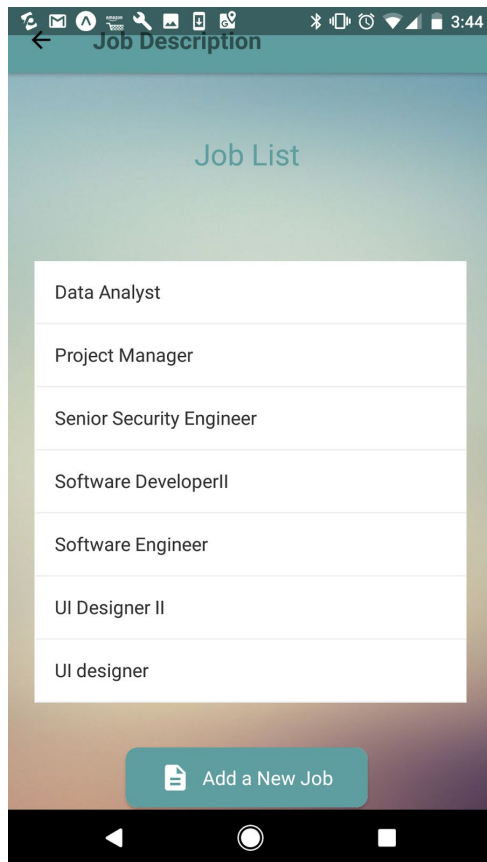 3:44
Job Description
Job List
Data Analyst
Project Manager
Senior Security Engineer
Software DeveloperII
Software Engineer
UI Designer II
UI designer
Add a New Job